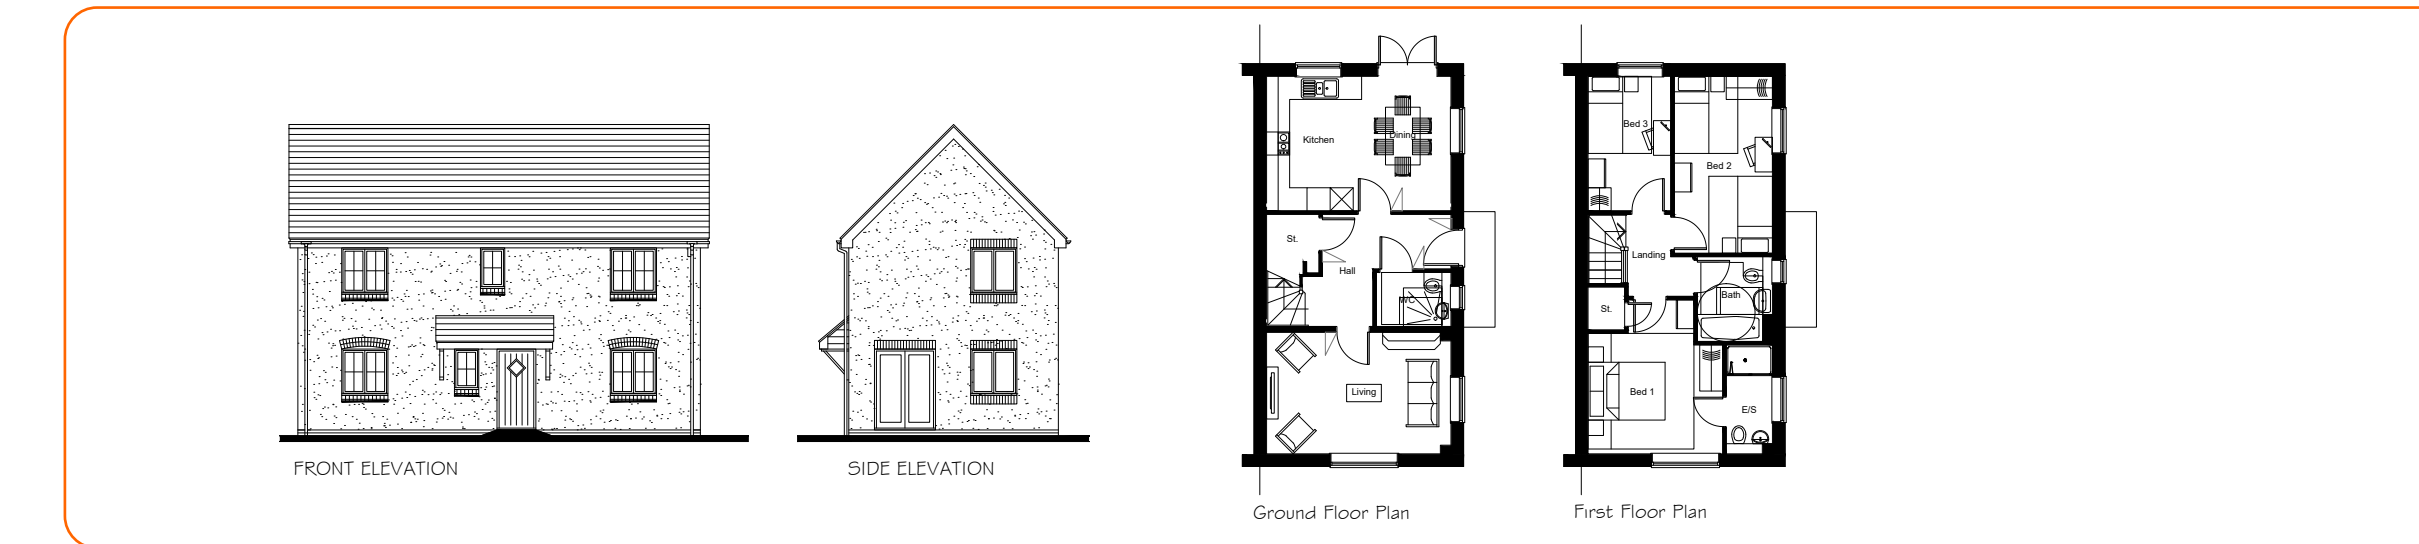 Kitchen
Dining
St.
Hall
WC
Living
Bed 3
Bed 2
Landing
Bath
St.
Bed 1
E/S
FRONT ELEVATION
SIDE ELEVATION
Ground Floor Plan
First Floor Plan